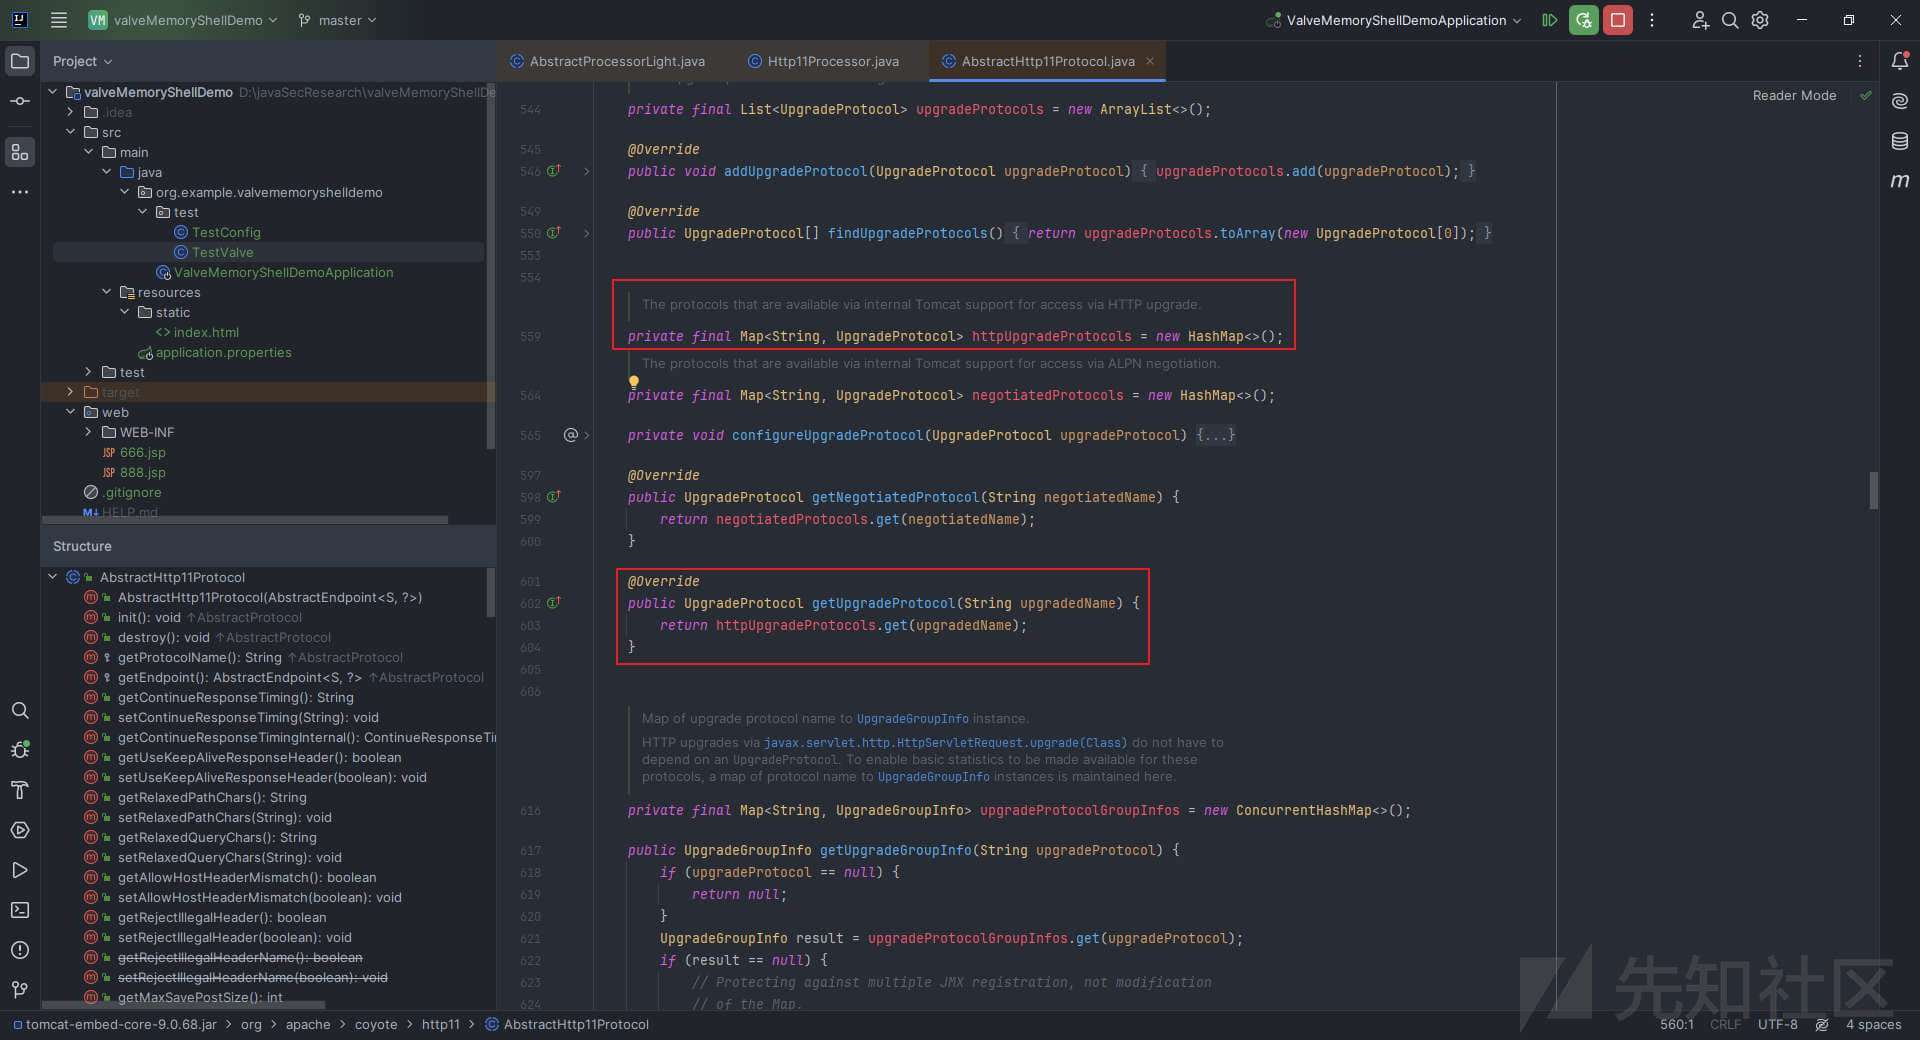 VM valveMemoryShellDemo master ValveMemoryShellDemoApplication
Project
AbstractProcessorLight.java Http11Processor.java AbstractHttp11Protocol.java
valveMemoryShellDemo D:\javaSecResearch\valveMemoryShellDe
.idea
src
main
java
org.example.valvememoryshelldemo
test
TestConfig
TestValve
ValveMemoryShellDemoApplication
resources
static
<> index.html
application.properties
test
target
web
WEB-INF
JSP 666.jsp
JSP 888.jsp
.gitignore
M↓ HELP.md
Structure
AbstractHttp11Protocol
AbstractHttp11Protocol(AbstractEndpoint<S, ?>)
init(): void ↑AbstractProtocol
destroy(): void ↑AbstractProtocol
getProtocolName(): String ↑AbstractProtocol
getEndpoint(): AbstractEndpoint<S, ?> ↑AbstractProtocol
getContinueResponseTiming(): String
setContinueResponseTiming(String): void
getContinueResponseTimingInternal(): ContinueResponseTi
getUseKeepAliveResponseHeader(): boolean
setUseKeepAliveResponseHeader(boolean): void
getRelaxedPathChars(): String
setRelaxedPathChars(String): void
getRelaxedQueryChars(): String
setRelaxedQueryChars(String): void
getAllowHostHeaderMismatch(): boolean
setAllowHostHeaderMismatch(boolean): void
getRejectIllegalHeader(): boolean
setRejectIllegalHeader(boolean): void
getRejectIllegalHeaderName(): boolean
setRejectIllegalHeaderName(boolean): void
getMaxSavePostSize(): int
Reader Mode
544 private final List<UpgradeProtocol> upgradeProtocols = new ArrayList<>();
545 @Override
546 public void addUpgradeProtocol(UpgradeProtocol upgradeProtocol) { upgradeProtocols.add(upgradeProtocol); }
549 @Override
550 public UpgradeProtocol[] findUpgradeProtocols() { return upgradeProtocols.toArray(new UpgradeProtocol[0]); }
553
554
The protocols that are available via internal Tomcat support for access via HTTP upgrade.
559 private final Map<String, UpgradeProtocol> httpUpgradeProtocols = new HashMap<>();
The protocols that are available via internal Tomcat support for access via ALPN negotiation.
564 private final Map<String, UpgradeProtocol> negotiatedProtocols = new HashMap<>();
565 @ private void configureUpgradeProtocol(UpgradeProtocol upgradeProtocol) {...}
597 @Override
598 public UpgradeProtocol getNegotiatedProtocol(String negotiatedName) {
599 return negotiatedProtocols.get(negotiatedName);
600 }
601 @Override
602 public UpgradeProtocol getUpgradeProtocol(String upgradedName) {
603 return httpUpgradeProtocols.get(upgradedName);
604 }
605
606
Map of upgrade protocol name to UpgradeGroupInfo instance.
HTTP upgrades via javax.servlet.http.HttpServletRequest.upgrade(Class) do not have to
depend on an UpgradeProtocol. To enable basic statistics to be made available for these
protocols, a map of protocol name to UpgradeGroupInfo instances is maintained here.
616 private final Map<String, UpgradeGroupInfo> upgradeProtocolGroupInfos = new ConcurrentHashMap<>();
617 public UpgradeGroupInfo getUpgradeGroupInfo(String upgradeProtocol) {
618 if (upgradeProtocol == null) {
619 return null;
620 }
621 UpgradeGroupInfo result = upgradeProtocolGroupInfos.get(upgradeProtocol);
622 if (result == null) {
623 // Protecting against multiple JMX registration, not modification
624 // of the Map.
先知社区
tomcat-embed-core-9.0.68.jar > org > apache > coyote > http11 > AbstractHttp11Protocol
560:1 CRLF UTF-8 4 spaces